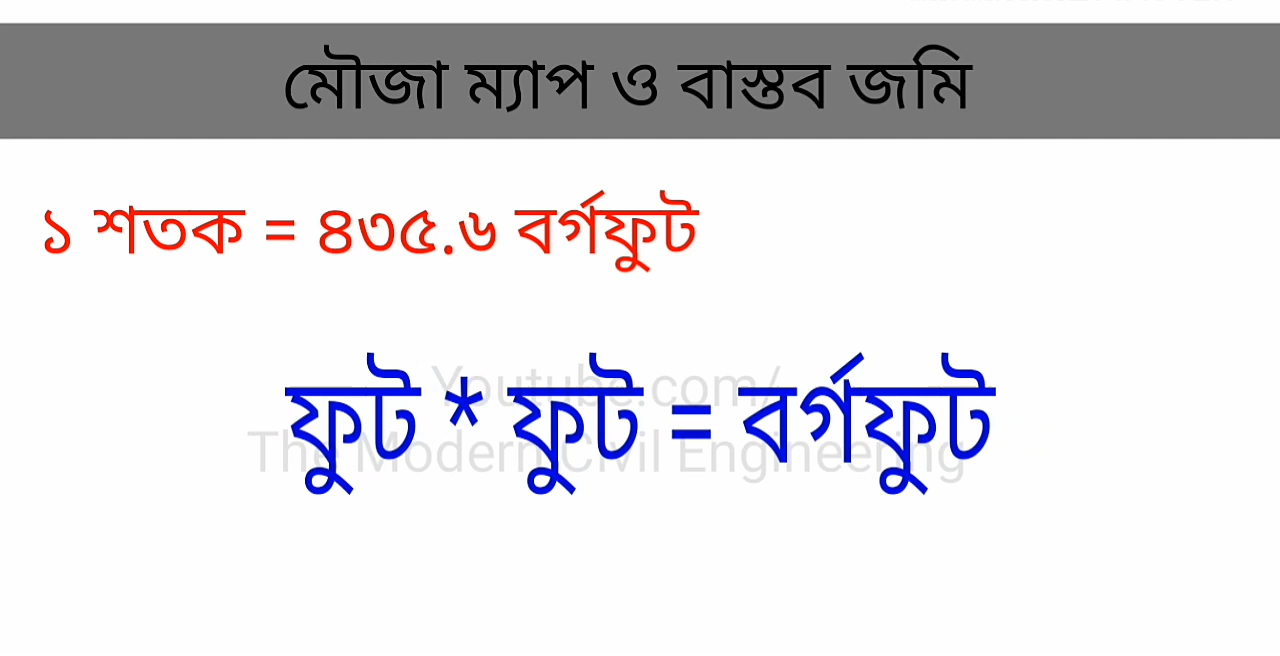 মৌজা ম্যাপ ও বাস্তব জমি
১ শতক = ৪৩৫.৬ বর্গফুট
Youtube.com/
ফুট * ফুট = বর্গফুট
The Modern Civil Engineering